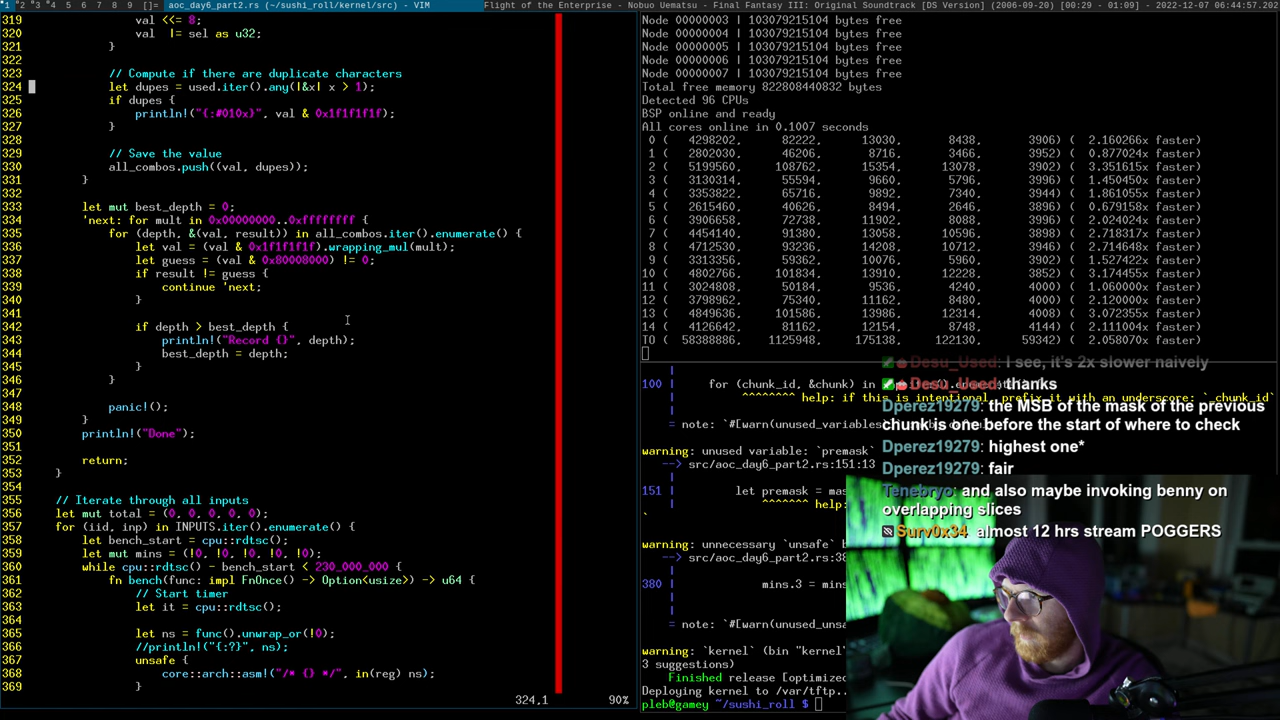 *1 *2 *3 *4 5 6 7 8 9 []= aoc_day6_part2.rs (~/sushi_roll/kernel/src) - VIM
Flight of the Enterprise - Nobuo Uematsu - Final Fantasy III: Original Soundtrack [DS Version] (2006-09-20) [00:29 - 01:09] - 2022-12-07 06:44:57.202
319 val <<= 8;
320 val |= sel as u32;
321 }
322
323 // Compute if there are duplicate characters
324 let dupes = used.iter().any(|&x| x > 1);
325 if dupes {
326 println!("{:#010x}", val & 0x1f1f1f1f);
327 }
328
329 // Save the value
330 all_combos.push((val, dupes));
331 }
332
333 let mut best_depth = 0;
334 'next: for mult in 0x00000000..0xffffffff {
335 for (depth, &(val, result)) in all_combos.iter().enumerate() {
336 let val = (val & 0x1f1f1f1f).wrapping_mul(mult);
337 let guess = (val & 0x80008000) != 0;
338 if result != guess {
339 continue 'next;
340 }
341
342 if depth > best_depth {
343 println!("Record {}", depth);
344 best_depth = depth;
345 }
346 }
347
348 panic!();
349 }
350 println!("Done");
351
352 return;
353 }
354
355 // Iterate through all inputs
356 let mut total = (0, 0, 0, 0, 0);
357 for (iid, inp) in INPUTS.iter().enumerate() {
358 let bench_start = cpu::rdtsc();
359 let mut mins = (!0, !0, !0, !0, !0);
360 while cpu::rdtsc() - bench_start < 230_000_000 {
361 fn bench(func: impl FnOnce() -> Option<usize>) -> u64 {
362 // Start timer
363 let it = cpu::rdtsc();
364
365 let ns = func().unwrap_or(!0);
366 //println!("{:?}", ns);
367 unsafe {
368 core::arch::asm!("/* {} */", in(reg) ns);
369 }
324,1 90%
Node 00000003 | 103079215104 bytes free
Node 00000004 | 103079215104 bytes free
Node 00000005 | 103079215104 bytes free
Node 00000006 | 103079215104 bytes free
Node 00000007 | 103079215104 bytes free
Total free memory 822808440832 bytes
Detected 96 CPUs
BSP online and ready
All cores online in 0.1007 seconds
0 ( 4298202, 82222, 13030, 8438, 3906) ( 2.160266x faster)
1 ( 2802030, 46206, 8716, 3466, 3952) ( 0.877024x faster)
2 ( 5199560, 108762, 15354, 13078, 3902) ( 3.351615x faster)
3 ( 3130314, 55594, 9660, 5796, 3996) ( 1.450450x faster)
4 ( 3353822, 65716, 9892, 7340, 3944) ( 1.861055x faster)
5 ( 2615460, 40626, 8494, 2646, 3896) ( 0.679158x faster)
6 ( 3906658, 72738, 11902, 8088, 3996) ( 2.024024x faster)
7 ( 4454140, 91380, 13058, 10596, 3898) ( 2.718317x faster)
8 ( 4712530, 93236, 14208, 10712, 3946) ( 2.714648x faster)
9 ( 3313356, 59362, 10076, 5960, 3902) ( 1.527422x faster)
10 ( 4802766, 101834, 13910, 12228, 3852) ( 3.174455x faster)
11 ( 3024808, 50184, 9536, 4240, 4000) ( 1.060000x faster)
12 ( 3798962, 75340, 11162, 8480, 4000) ( 2.120000x faster)
13 ( 4849636, 101586, 13986, 12314, 4008) ( 3.072355x faster)
14 ( 4126642, 81162, 12154, 8748, 4144) ( 2.111004x faster)
TO ( 58388886, 1125948, 175138, 122130, 59342) ( 2.058070x faster)
|
100 | for (chunk_id, &chunk) in
| ^^^^^^^^ help: if this is intentional, prefix it with an underscore: `_chunk_id`
|
= note: `#[warn(unused_variables
warning: unused variable: `premask`
--> src/aoc_day6_part2.rs:151:13
|
151 | let premask = mas
| ^^^^^^^ help:
`
warning: unnecessary `unsafe` b
--> src/aoc_day6_part2.rs:38
|
380 | mins.3 = mins
|
|
= note: `#[warn(unused_unsa
warning: `kernel` (bin "kernel"
3 suggestions)
Finished release [optimize
Deploying kernel to /var/tftp..
pleb@gamey ~/sushi_roll $
Desu_Used: I see, it's 2x slower naively
Desu_Used: thanks
Dperez19279: the MSB of the mask of the previous
chunk is one before the start of where to check
Dperez19279: highest one*
Dperez19279: fair
Tenebryo: and also maybe invoking benny on
overlapping slices
Surv0x34: almost 12 hrs stream POGGERS